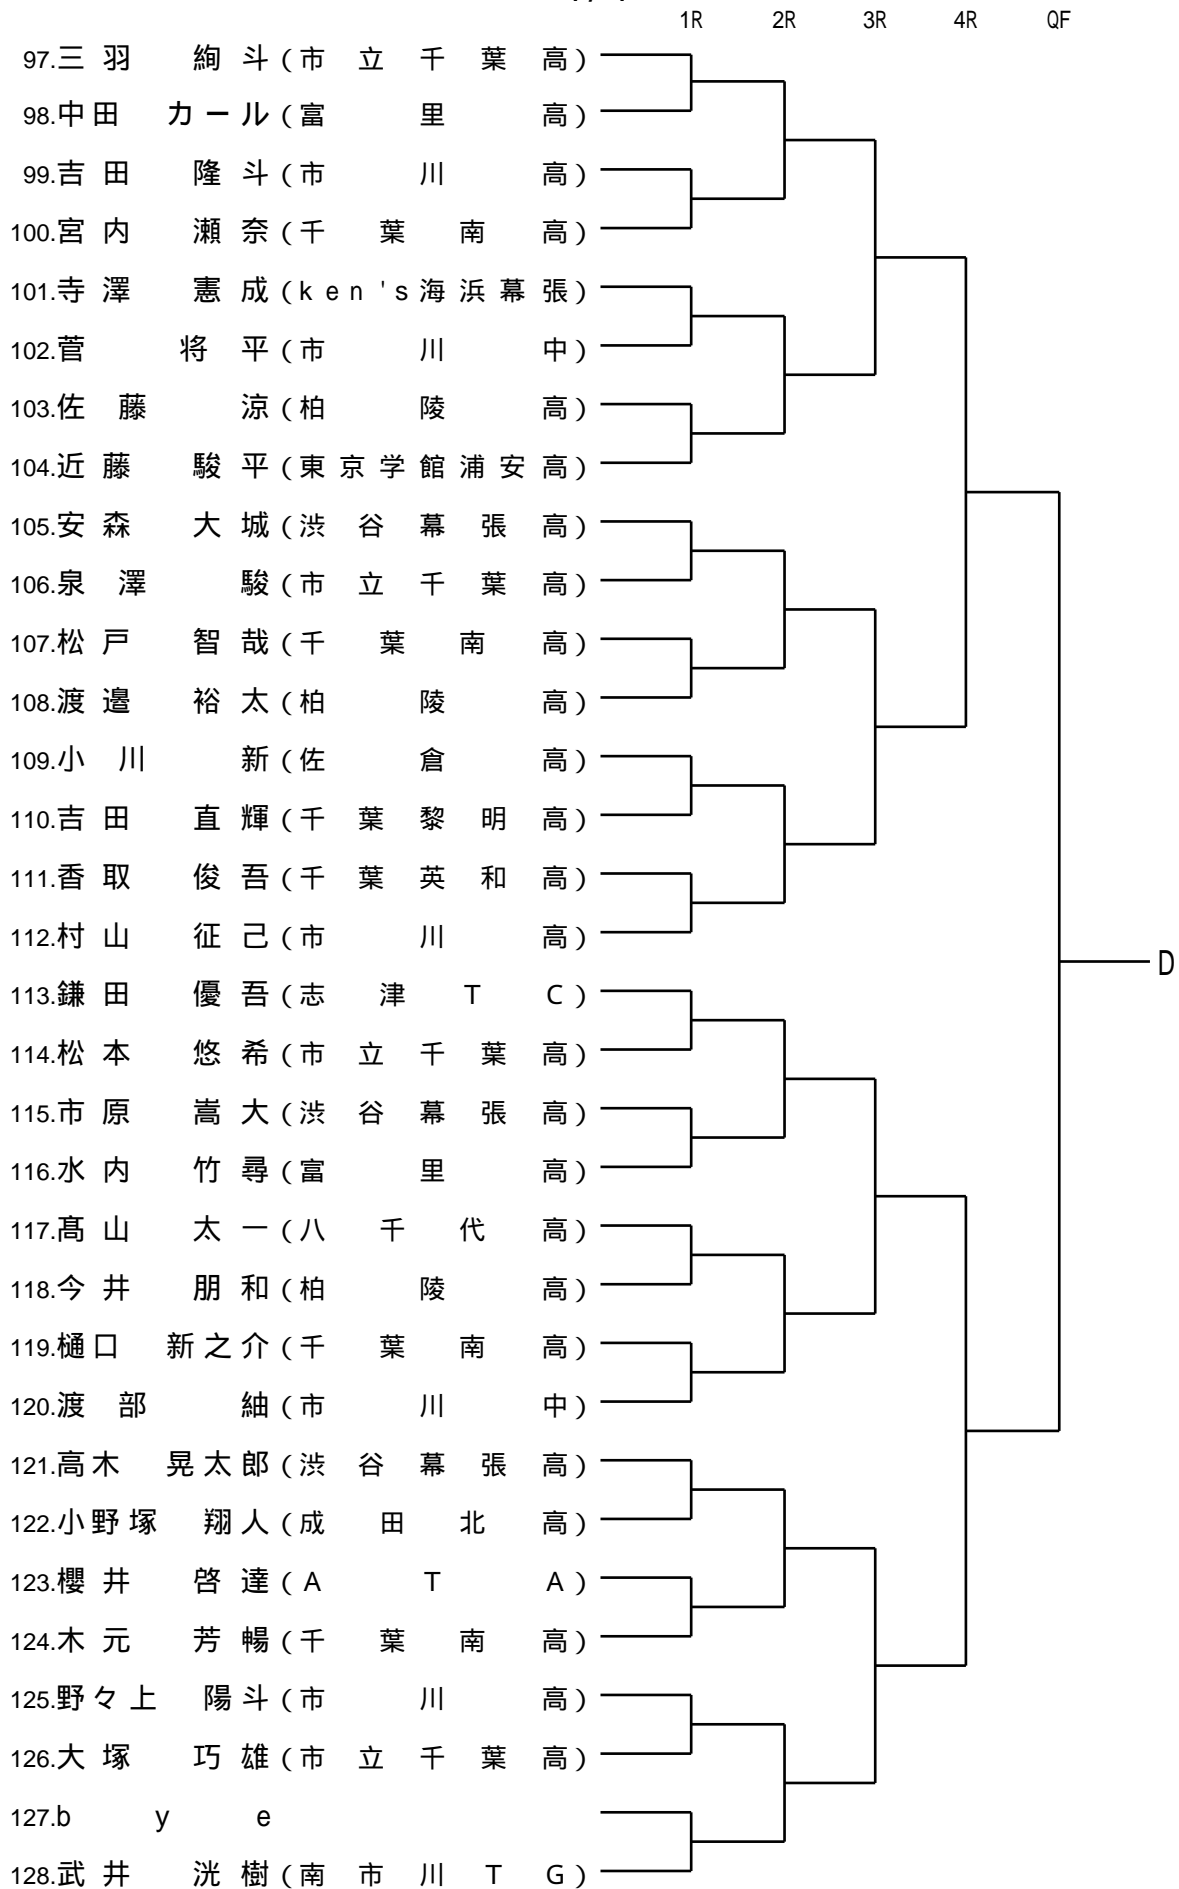 1R 2R 3R 4R QF
97.三羽 絢斗(市立千葉高)
98.中田 カール(富里高)
99.吉田 隆斗(市川高)
100.宮内 瀬奈(千葉南高)
101.寺澤 憲成(ken's海浜幕張)
102.菅 将平(市川中)
103.佐藤 涼(柏陵高)
104.近藤 駿平(東京学館浦安高)
105.安森 大城(渋谷幕張高)
106.泉澤 駿(市立千葉高)
107.松戸 智哉(千葉南高)
108.渡邉 裕太(柏陵高)
109.小川 新(佐倉高)
110.吉田 直輝(千葉黎明高)
111.香取 俊吾(千葉英和高)
112.村山 征己(市川高)
D
113.鎌田 優吾(志津TC)
114.松本 悠希(市立千葉高)
115.市原 嵩大(渋谷幕張高)
116.水内 竹尋(富里高)
117.髙山 太一(八千代高)
118.今井 朋和(柏陵高)
119.樋口 新之介(千葉南高)
120.渡部 紬(市川中)
121.高木 晃太郎(渋谷幕張高)
122.小野塚 翔人(成田北高)
123.櫻井 啓達(ATA)
124.木元 芳暢(千葉南高)
125.野々上 陽斗(市川高)
126.大塚 巧雄(市立千葉高)
127.bye
128.武井 洸樹(南市川TG)